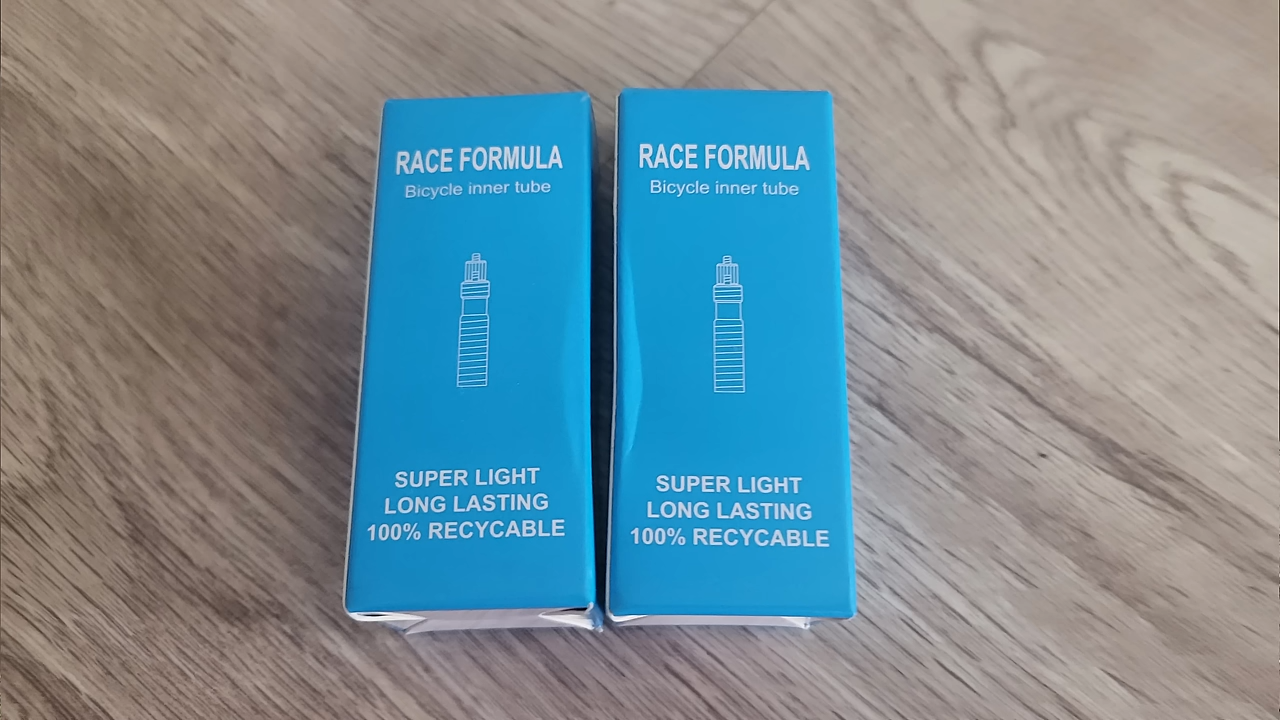 RACE FORMULA
Bicycle inner tube
SUPER LIGHT
LONG LASTING
100% RECYCABLE
RACE FORMULA
Bicycle inner tube
SUPER LIGHT
LONG LASTING
100% RECYCABLE